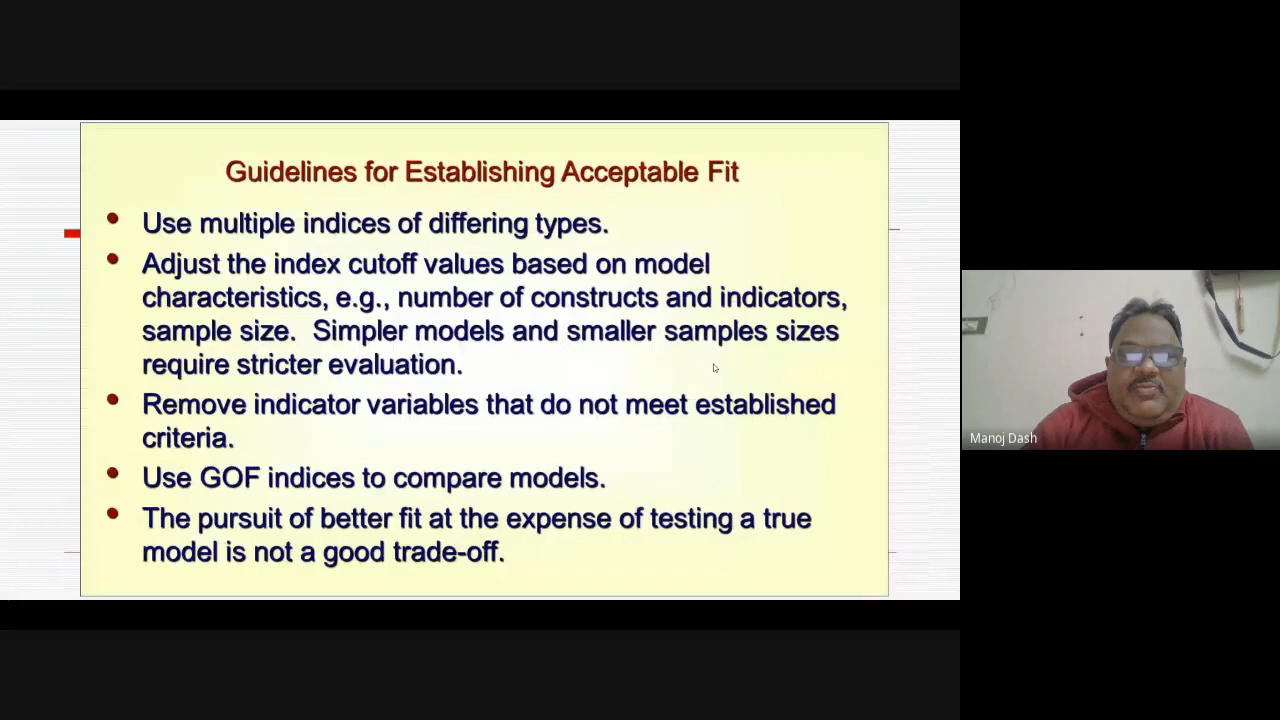 Guidelines for Establishing Acceptable Fit
• Use multiple indices of differing types.
• Adjust the index cutoff values based on model
characteristics, e.g., number of constructs and indicators,
sample size.  Simpler models and smaller samples sizes
require stricter evaluation.
• Remove indicator variables that do not meet established
criteria.
• Use GOF indices to compare models.
• The pursuit of better fit at the expense of testing a true
model is not a good trade-off.
Manoj Dash